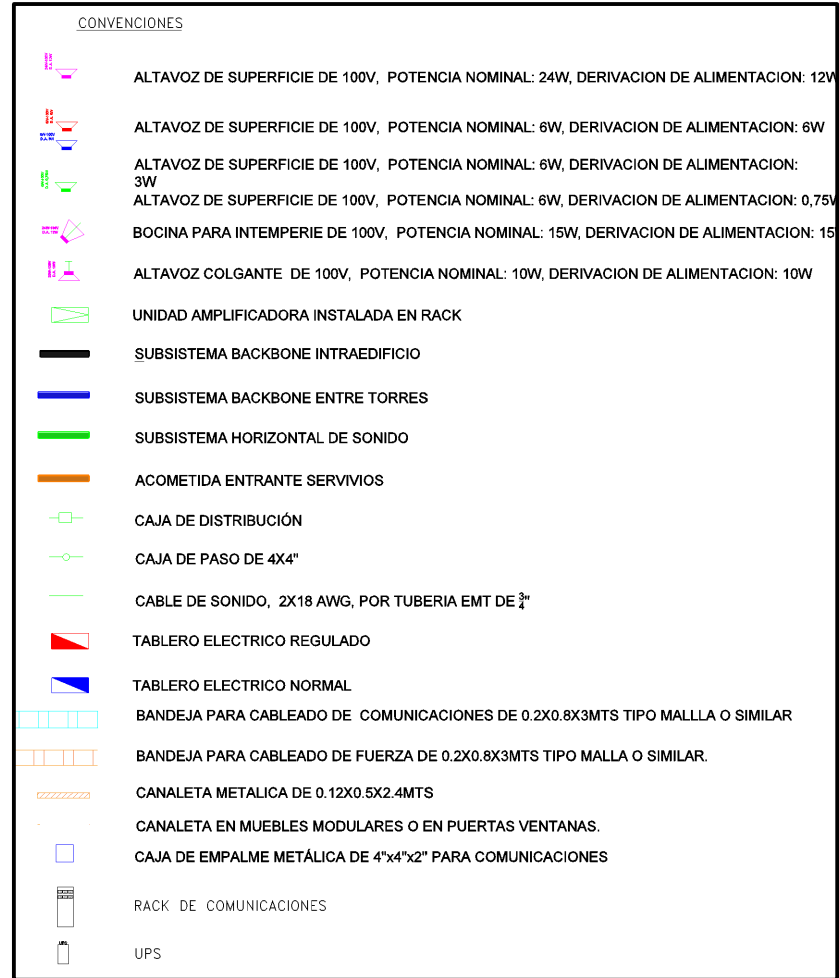 CONVENCIONES
ALTAVOZ DE SUPERFICIE DE 100V, POTENCIA NOMINAL: 24W, DERIVACION DE ALIMENTACION: 12W
ALTAVOZ DE SUPERFICIE DE 100V, POTENCIA NOMINAL: 6W, DERIVACION DE ALIMENTACION: 6W
ALTAVOZ DE SUPERFICIE DE 100V, POTENCIA NOMINAL: 6W, DERIVACION DE ALIMENTACION:
3W
ALTAVOZ DE SUPERFICIE DE 100V, POTENCIA NOMINAL: 6W, DERIVACION DE ALIMENTACION: 0,75W
BOCINA PARA INTEMPERIE DE 100V, POTENCIA NOMINAL: 15W, DERIVACION DE ALIMENTACION: 15
ALTAVOZ COLGANTE DE 100V, POTENCIA NOMINAL: 10W, DERIVACION DE ALIMENTACION: 10W
UNIDAD AMPLIFICADORA INSTALADA EN RACK
SUBSISTEMA BACKBONE INTRAEDIFICIO
SUBSISTEMA BACKBONE ENTRE TORRES
SUBSISTEMA HORIZONTAL DE SONIDO
ACOMETIDA ENTRANTE SERVIVIOS
CAJA DE DISTRIBUCIÓN
CAJA DE PASO DE 4X4"
CABLE DE SONIDO, 2X18 AWG, POR TUBERIA EMT DE 3/4"
TABLERO ELECTRICO REGULADO
TABLERO ELECTRICO NORMAL
BANDEJA PARA CABLEADO DE COMUNICACIONES DE 0.2X0.8X3MTS TIPO MALLLA O SIMILAR
BANDEJA PARA CABLEADO DE FUERZA DE 0.2X0.8X3MTS TIPO MALLA O SIMILAR.
CANALETA METALICA DE 0.12X0.5X2.4MTS
CANALETA EN MUEBLES MODULARES O EN PUERTAS VENTANAS.
CAJA DE EMPALME METÁLICA DE 4"x4"x2" PARA COMUNICACIONES
RACK DE COMUNICACIONES
UPS
UPS